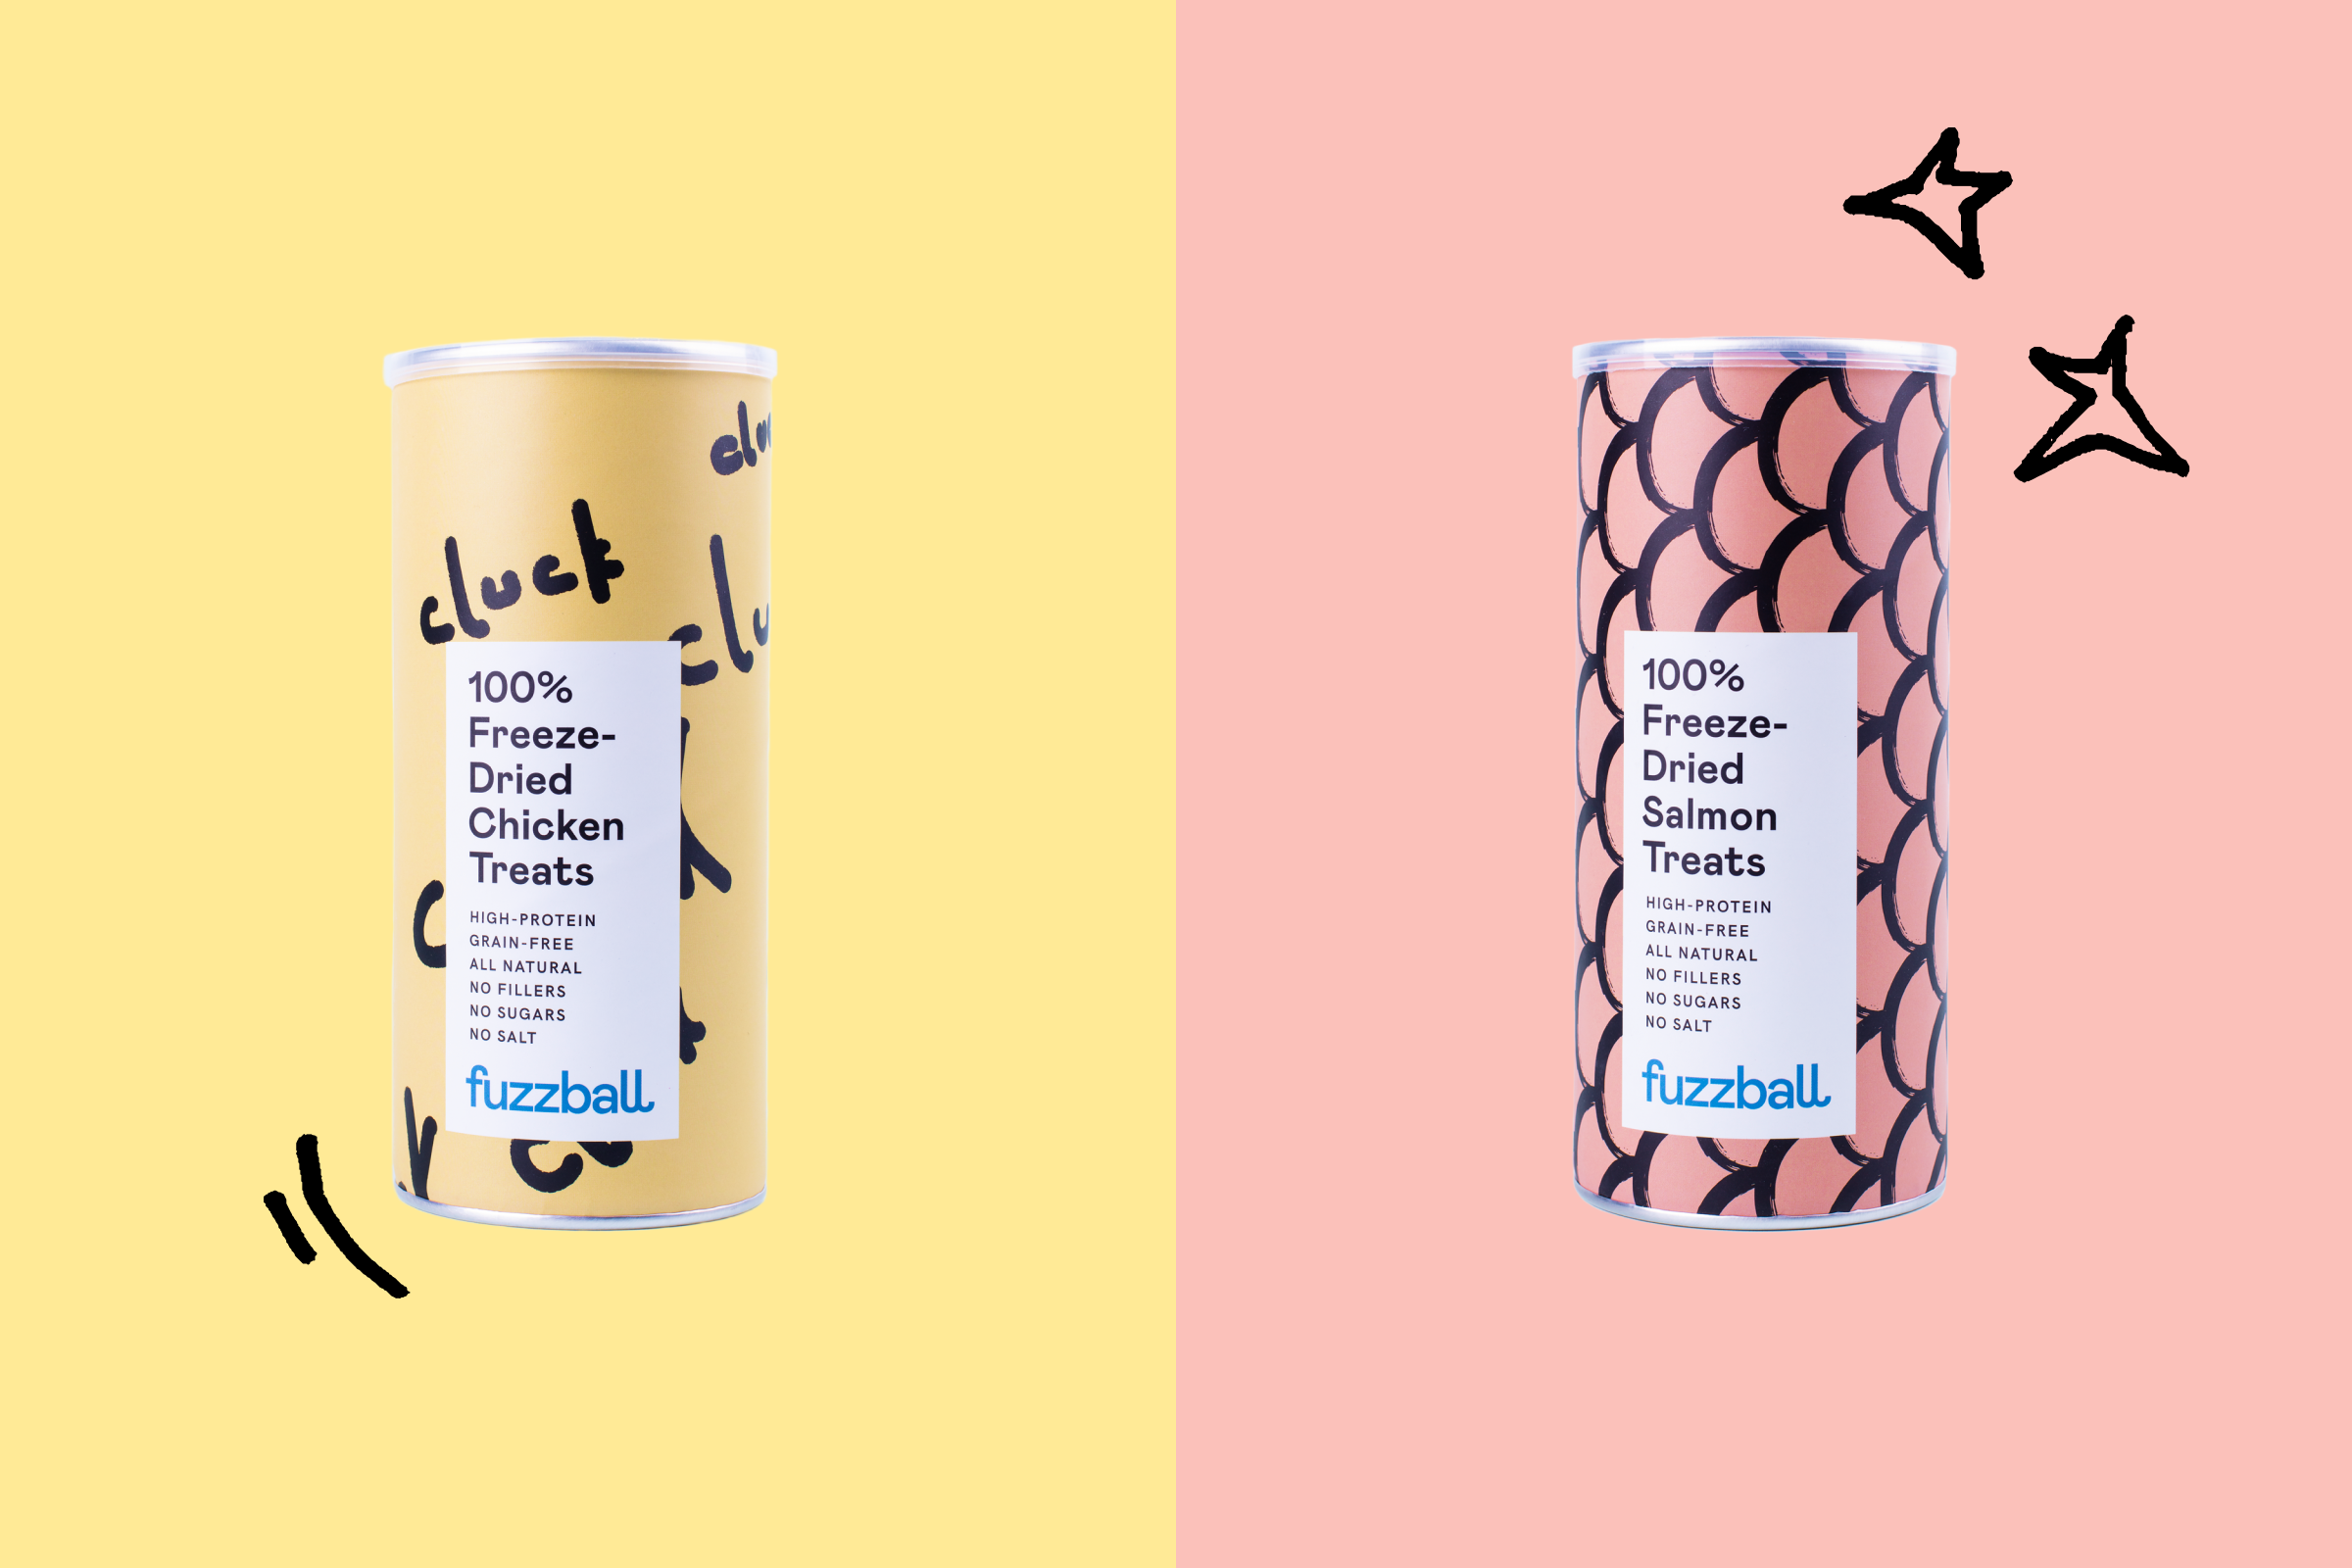 cluck
100%
Freeze-
Dried
Chicken
Treats
HIGH-PROTEIN
GRAIN-FREE
ALL NATURAL
NO FILLERS
NO SUGARS
NO SALT
fuzzball
100%
Freeze-
Dried
Salmon
Treats
HIGH-PROTEIN
GRAIN-FREE
ALL NATURAL
NO FILLERS
NO SUGARS
NO SALT
fuzzball